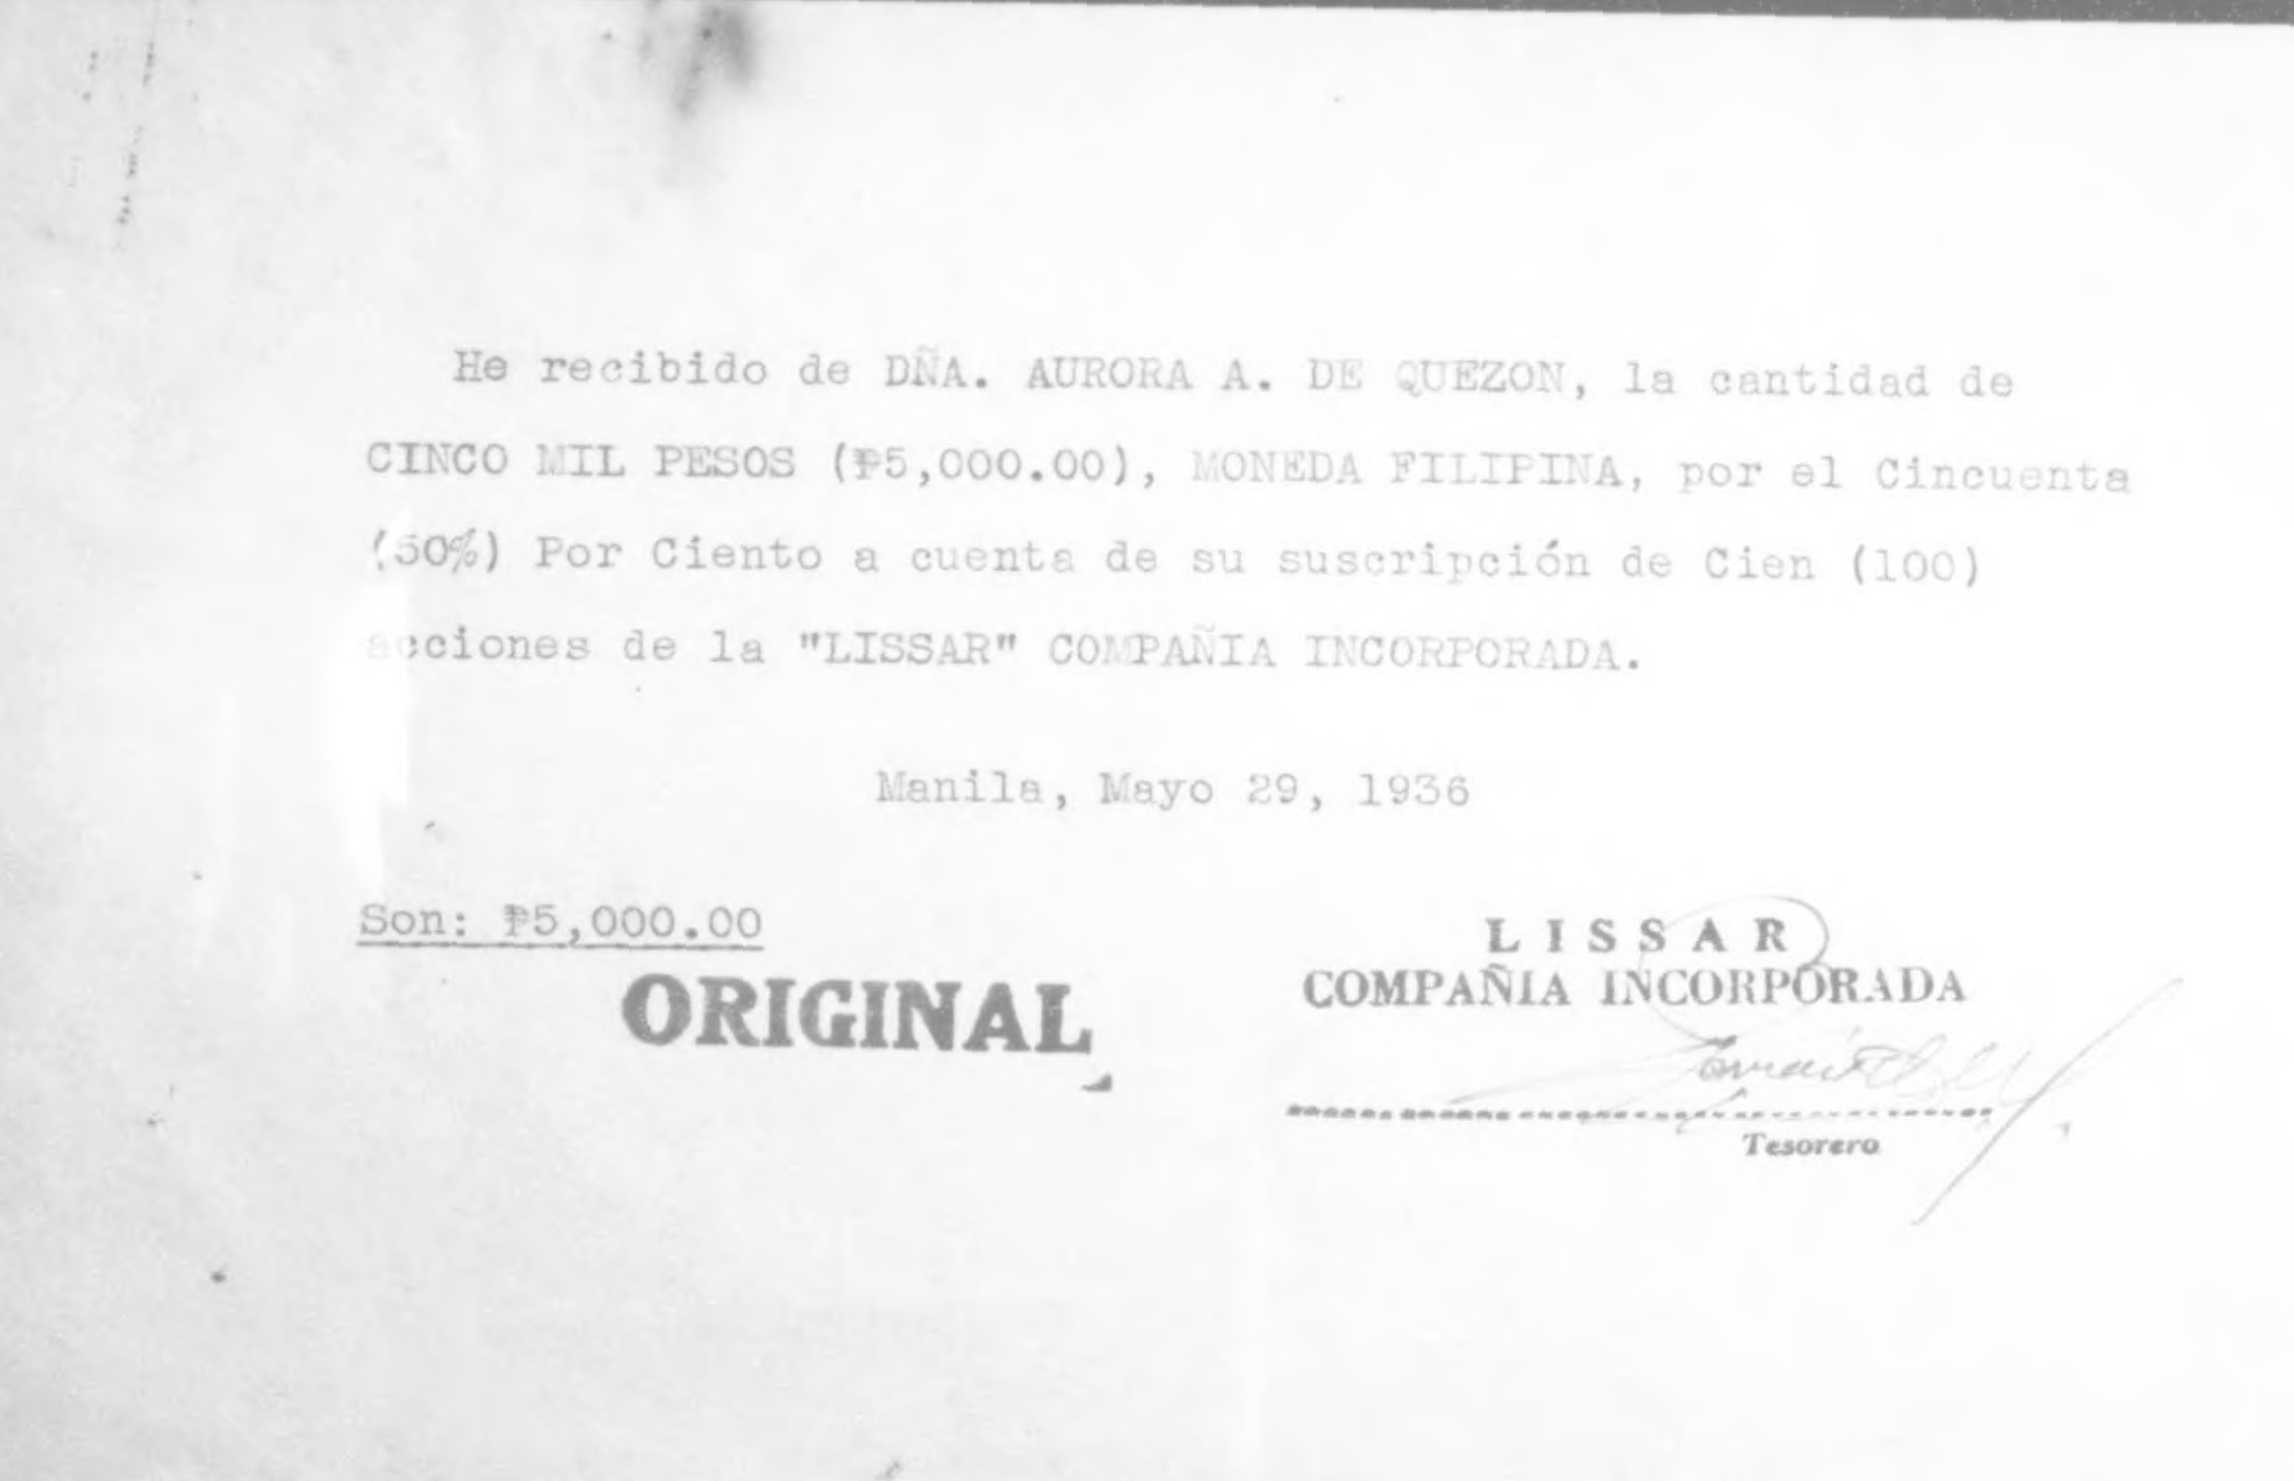 He recibido de DÑA. AURORA A. DE QUEZON, la cantidad de
CINCO MIL PESOS (₱5,000.00), MONEDA FILIPINA, por el Cincuenta
(50%) Por Ciento a cuenta de su suscripción de Cien (100)
acciones de la "LISSAR" COMPAÑIA INCORPORADA.
Manila, Mayo 29, 1936
Son: ₱5,000.00
ORIGINAL
LISSAR
COMPAÑIA INCORPORADA
Tesorero